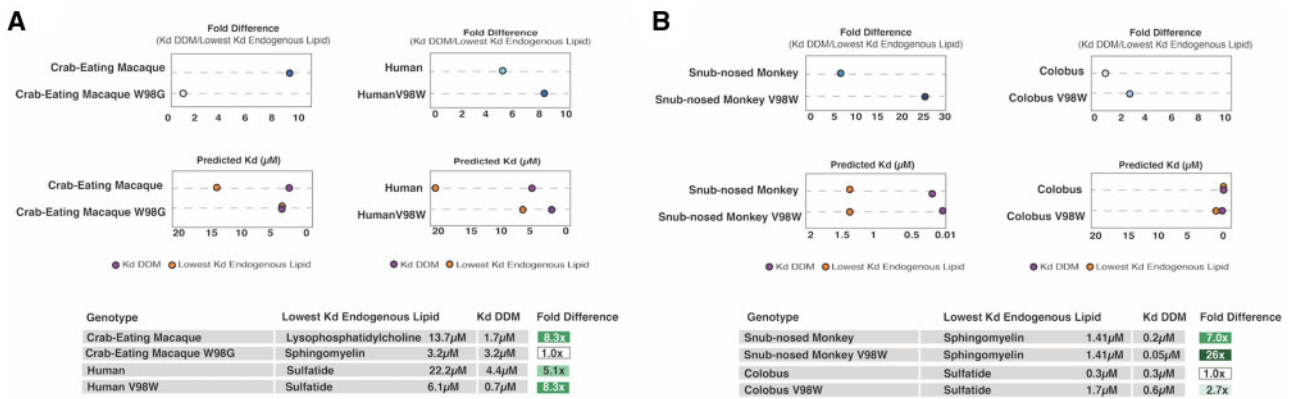 A
Fold Difference
(Kd DDM/Lowest Kd Endogenous Lipid)
Crab-Eating Macaque
Crab-Eating Macaque W98G
0 2 4 6 8 10
Fold Difference
(Kd DDM/Lowest Kd Endogenous Lipid)
Human
HumanV98W
0 2 4 6 8 10
Predicted Kd (µM)
Crab-Eating Macaque
Crab-Eating Macaque W98G
20 15 10 5 0
Predicted Kd (µM)
Human
HumanV98W
20 15 10 5 0
Kd DDM Lowest Kd Endogenous Lipid
Kd DDM Lowest Kd Endogenous Lipid
Genotype Lowest Kd Endogenous Lipid Kd DDM Fold Difference
Crab-Eating Macaque Lysophosphatidylcholine 13.7µM 1.7µM 8.3x
Crab-Eating Macaque W98G Sphingomyelin 3.2µM 3.2µM 1.0x
Human Sulfatide 22.2µM 4.4µM 5.1x
Human V98W Sulfatide 6.1µM 0.7µM 8.3x
B
Fold Difference
(Kd DDM/Lowest Kd Endogenous Lipid)
Snub-nosed Monkey
Snub-nosed Monkey V98W
0 5 10 15 20 25 30
Fold Difference
(Kd DDM/Lowest Kd Endogenous Lipid)
Colobus
Colobus V98W
0 2 4 6 8 10
Predicted Kd (µM)
Snub-nosed Monkey
Snub-nosed Monkey V98W
2 1.5 1 0.5 0.01
Predicted Kd (µM)
Colobus
Colobus V98W
20 15 10 5 0
Kd DDM Lowest Kd Endogenous Lipid
Kd DDM Lowest Kd Endogenous Lipid
Genotype Lowest Kd Endogenous Lipid Kd DDM Fold Difference
Snub-nosed Monkey Sphingomyelin 1.41µM 0.2µM 7.0x
Snub-nosed Monkey V98W Sphingomyelin 1.41µM 0.05µM 26x
Colobus Sulfatide 0.3µM 0.3µM 1.0x
Colobus V98W Sulfatide 1.7µM 0.6µM 2.7x